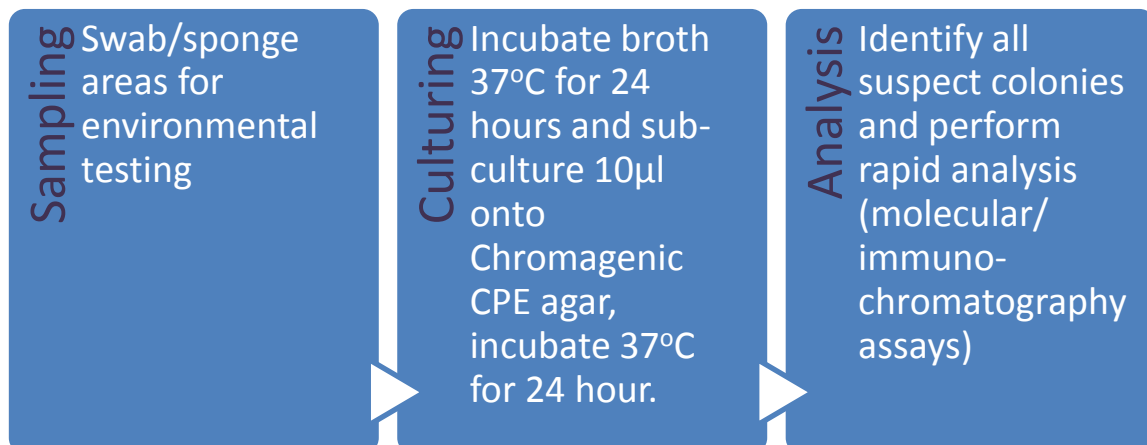 Sampling
Swab/sponge
areas for
environmental
testing
Culturing
Incubate broth
37ºC for 24
hours and sub-
culture 10µl
onto
Chromagenic
CPE agar,
incubate 37ºC
for 24 hour.
Analysis
Identify all
suspect colonies
and perform
rapid analysis
(molecular/
immuno-
chromatography
assays)